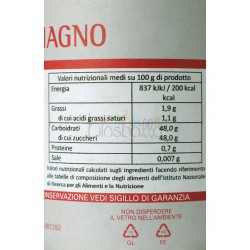 MAGNO
Valori nutrizionali medi su 100 g di prodotto
Energia 837 kJkJ / 200 kcal
kcal
Grassi 1,9 g
di cui acidi grassi saturi 1,1 g
Carboidrati 48,0 g
di cui zuccheri 48,0 g
Proteine 0,7 g
Sale 0,007 g
valori nutrizionali calcolati sugli ingredienti facendo riferimento
alle tabelle di composizione degli alimenti dell'Istituto Nazionale
di Ricerca per gli Alimenti e la Nutrizione
CONSERVAZIONE VEDI SIGILLO DI GARANZIA
NON DISPERDERE
IL VETRO NELL'AMBIENTE
GL FE